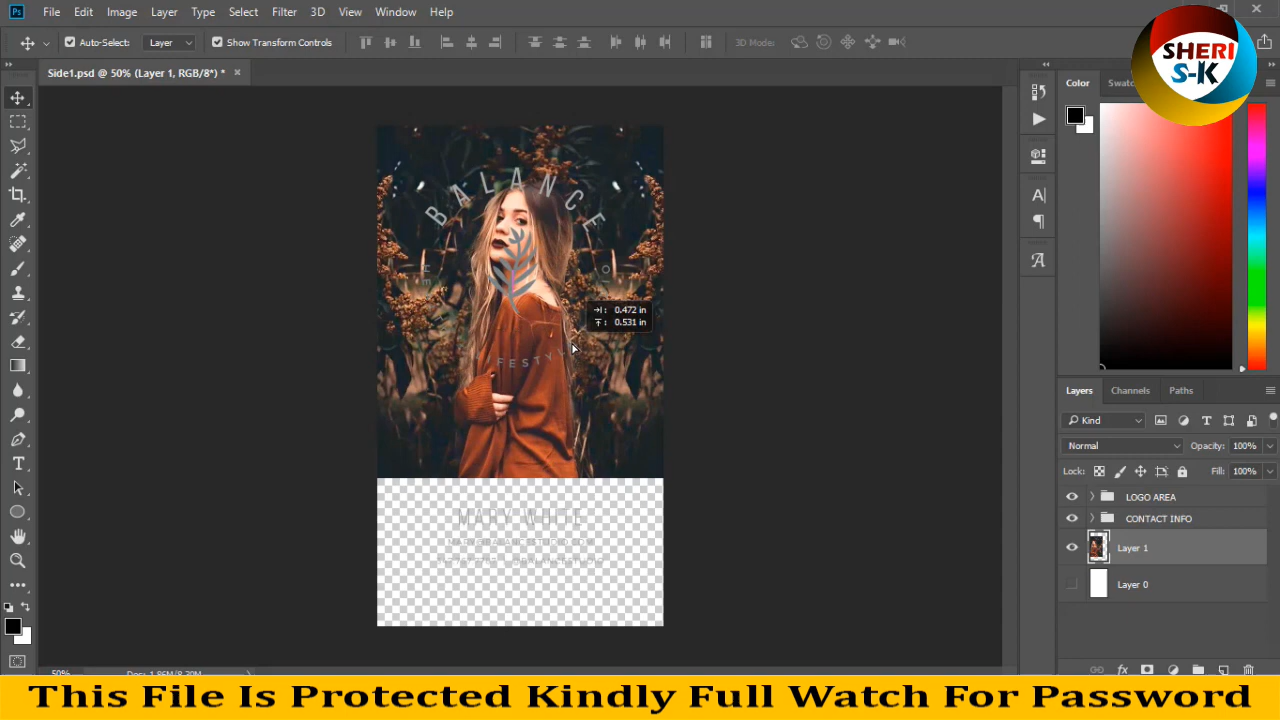 Ps File Edit Image Layer Type Select Filter 3D View Window Help
Auto-Select: Layer Show Transform Controls 3D Mode:
SHERI
S-K
Side1.psd @ 50% (Layer 1, RGB/8*) *
Color
BALANCE
0.472 in
0.531 in
MARY WHITE
Layers Channels Paths
Kind
Normal Opacity: 100%
Lock: Fill: 100%
LOGO AREA
CONTACT INFO
Layer 1
Layer 0
fx
50%
This File Is Protected Kindly Full Watch For Password